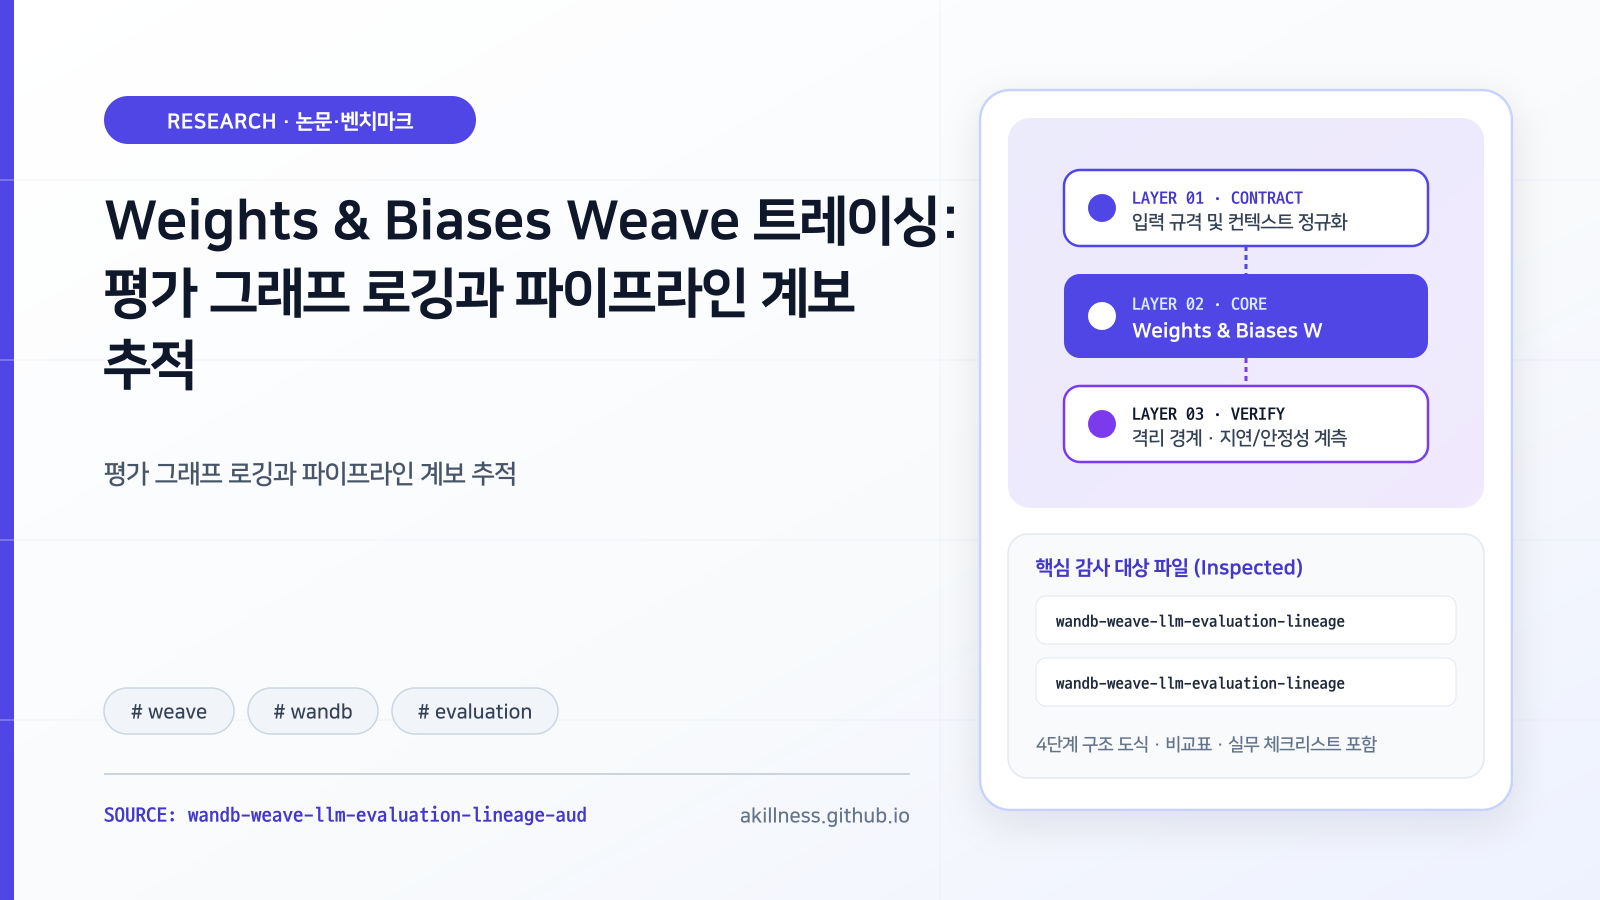 RESEARCH · 논문·벤치마크
Weights & Biases Weave 트레이싱:
평가 그래프 로깅과 파이프라인 계보
추적
평가 그래프 로깅과 파이프라인 계보 추적
# weave
# wandb
# evaluation
SOURCE: wandb-weave-llm-evaluation-lineage-aud
akillness.github.io
LAYER 01 · CONTRACT
입력 규격 및 컨텍스트 정규화
LAYER 02 · CORE
Weights & Biases W
LAYER 03 · VERIFY
격리 경계 · 지연/안정성 계측
핵심 감사 대상 파일 (Inspected)
wandb-weave-llm-evaluation-lineage
wandb-weave-llm-evaluation-lineage
4단계 구조 도식 · 비교표 · 실무 체크리스트 포함